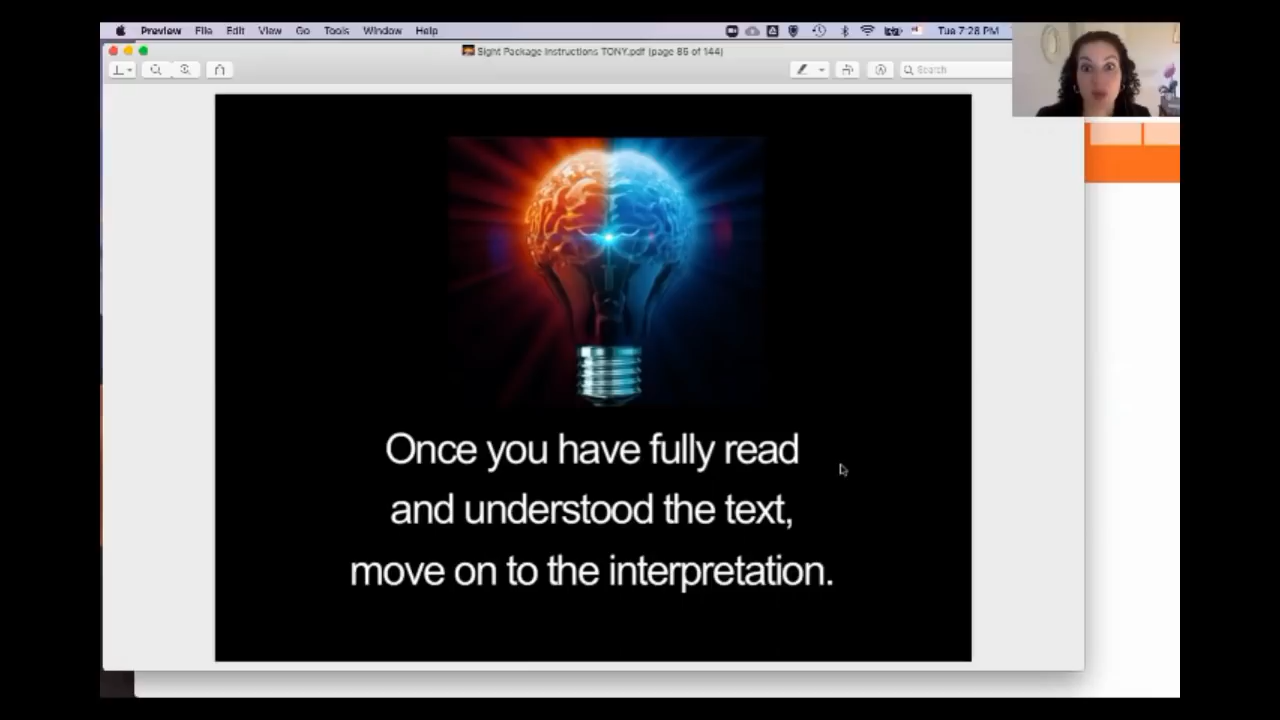 Preview File Edit View Go Tools Window Help Tue 7:28 PM
Sight Package Instructions TONY.pdf (page 86 of 144)
Search
Once you have fully read
and understood the text,
move on to the interpretation.